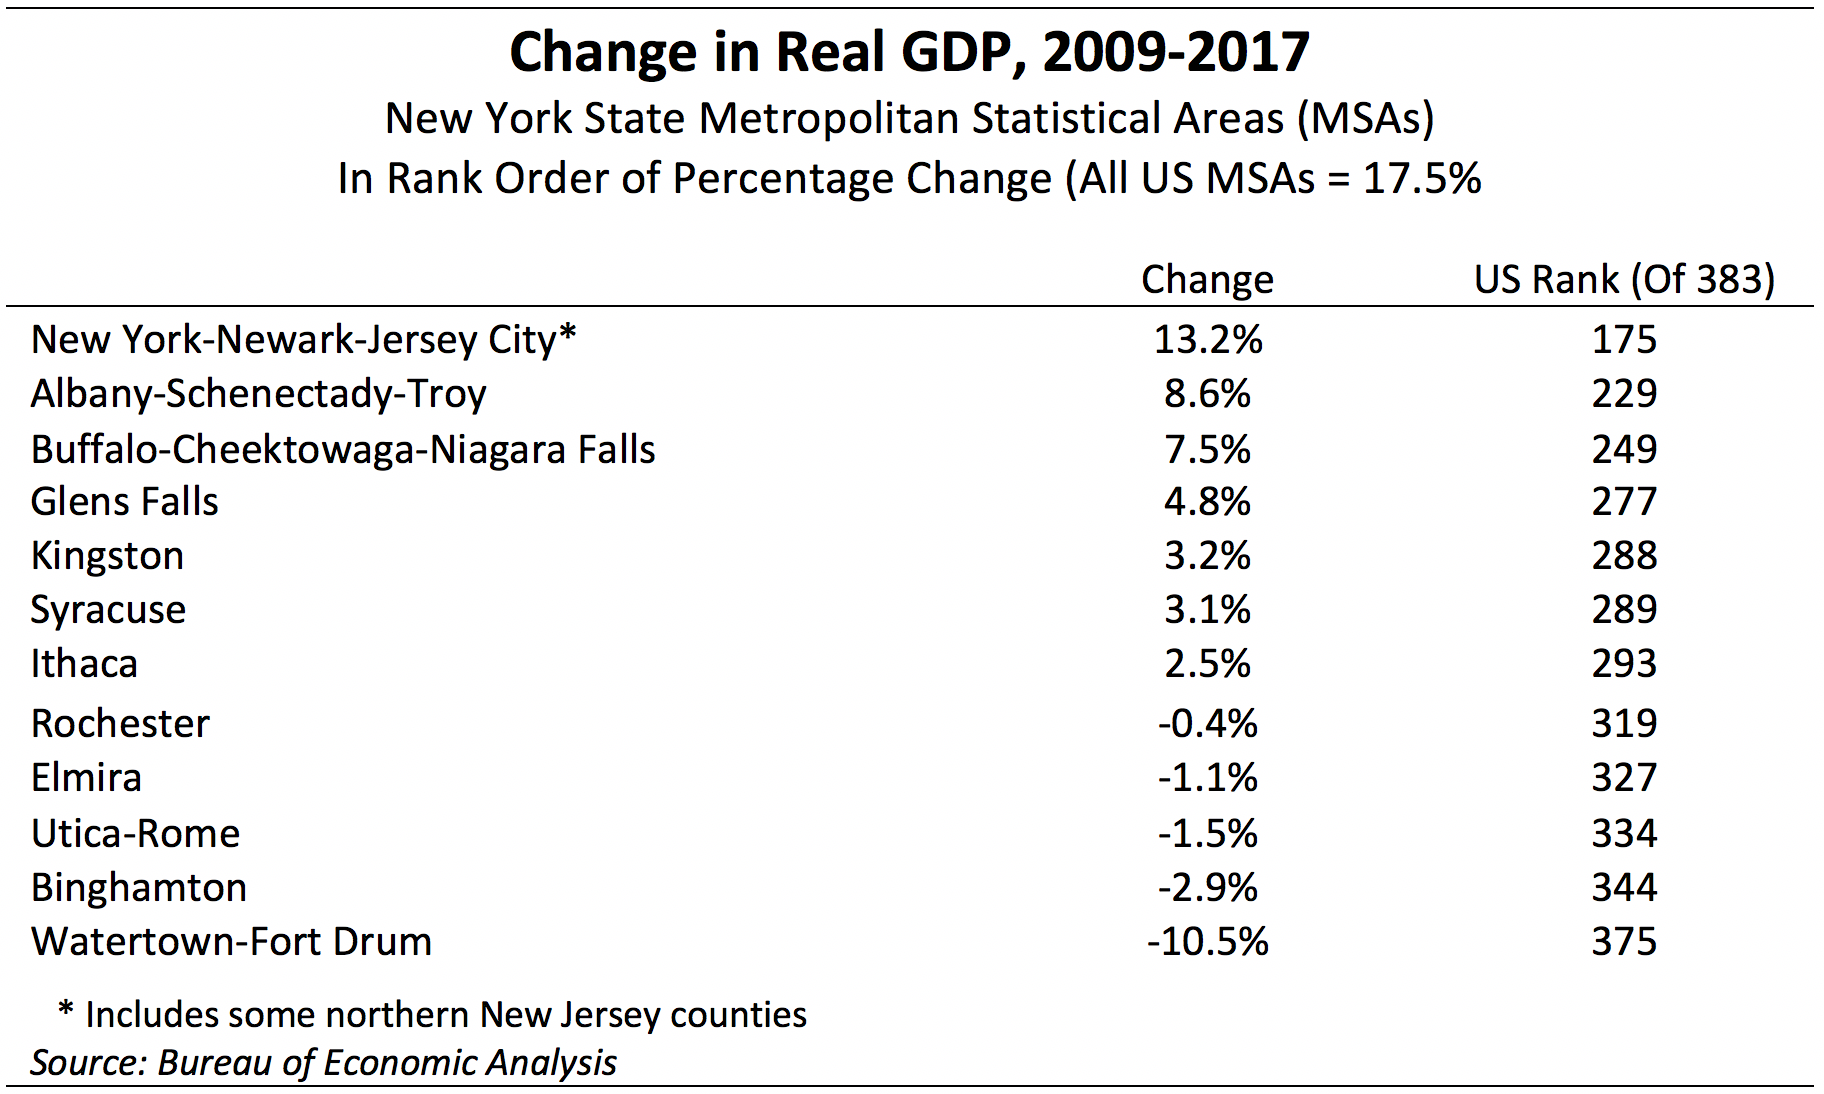 Change in Real GDP, 2009-2017
New York State Metropolitan Statistical Areas (MSAs)
In Rank Order of Percentage Change (All US MSAs = 17.5%
Change US Rank (Of 383)
New York-Newark-Jersey City* 13.2% 175
Albany-Schenectady-Troy 8.6% 229
Buffalo-Cheektowaga-Niagara Falls 7.5% 249
Glens Falls 4.8% 277
Kingston 3.2% 288
Syracuse 3.1% 289
Ithaca 2.5% 293
Rochester -0.4% 319
Elmira -1.1% 327
Utica-Rome -1.5% 334
Binghamton -2.9% 344
Watertown-Fort Drum -10.5% 375
* Includes some northern New Jersey counties
Source: Bureau of Economic Analysis